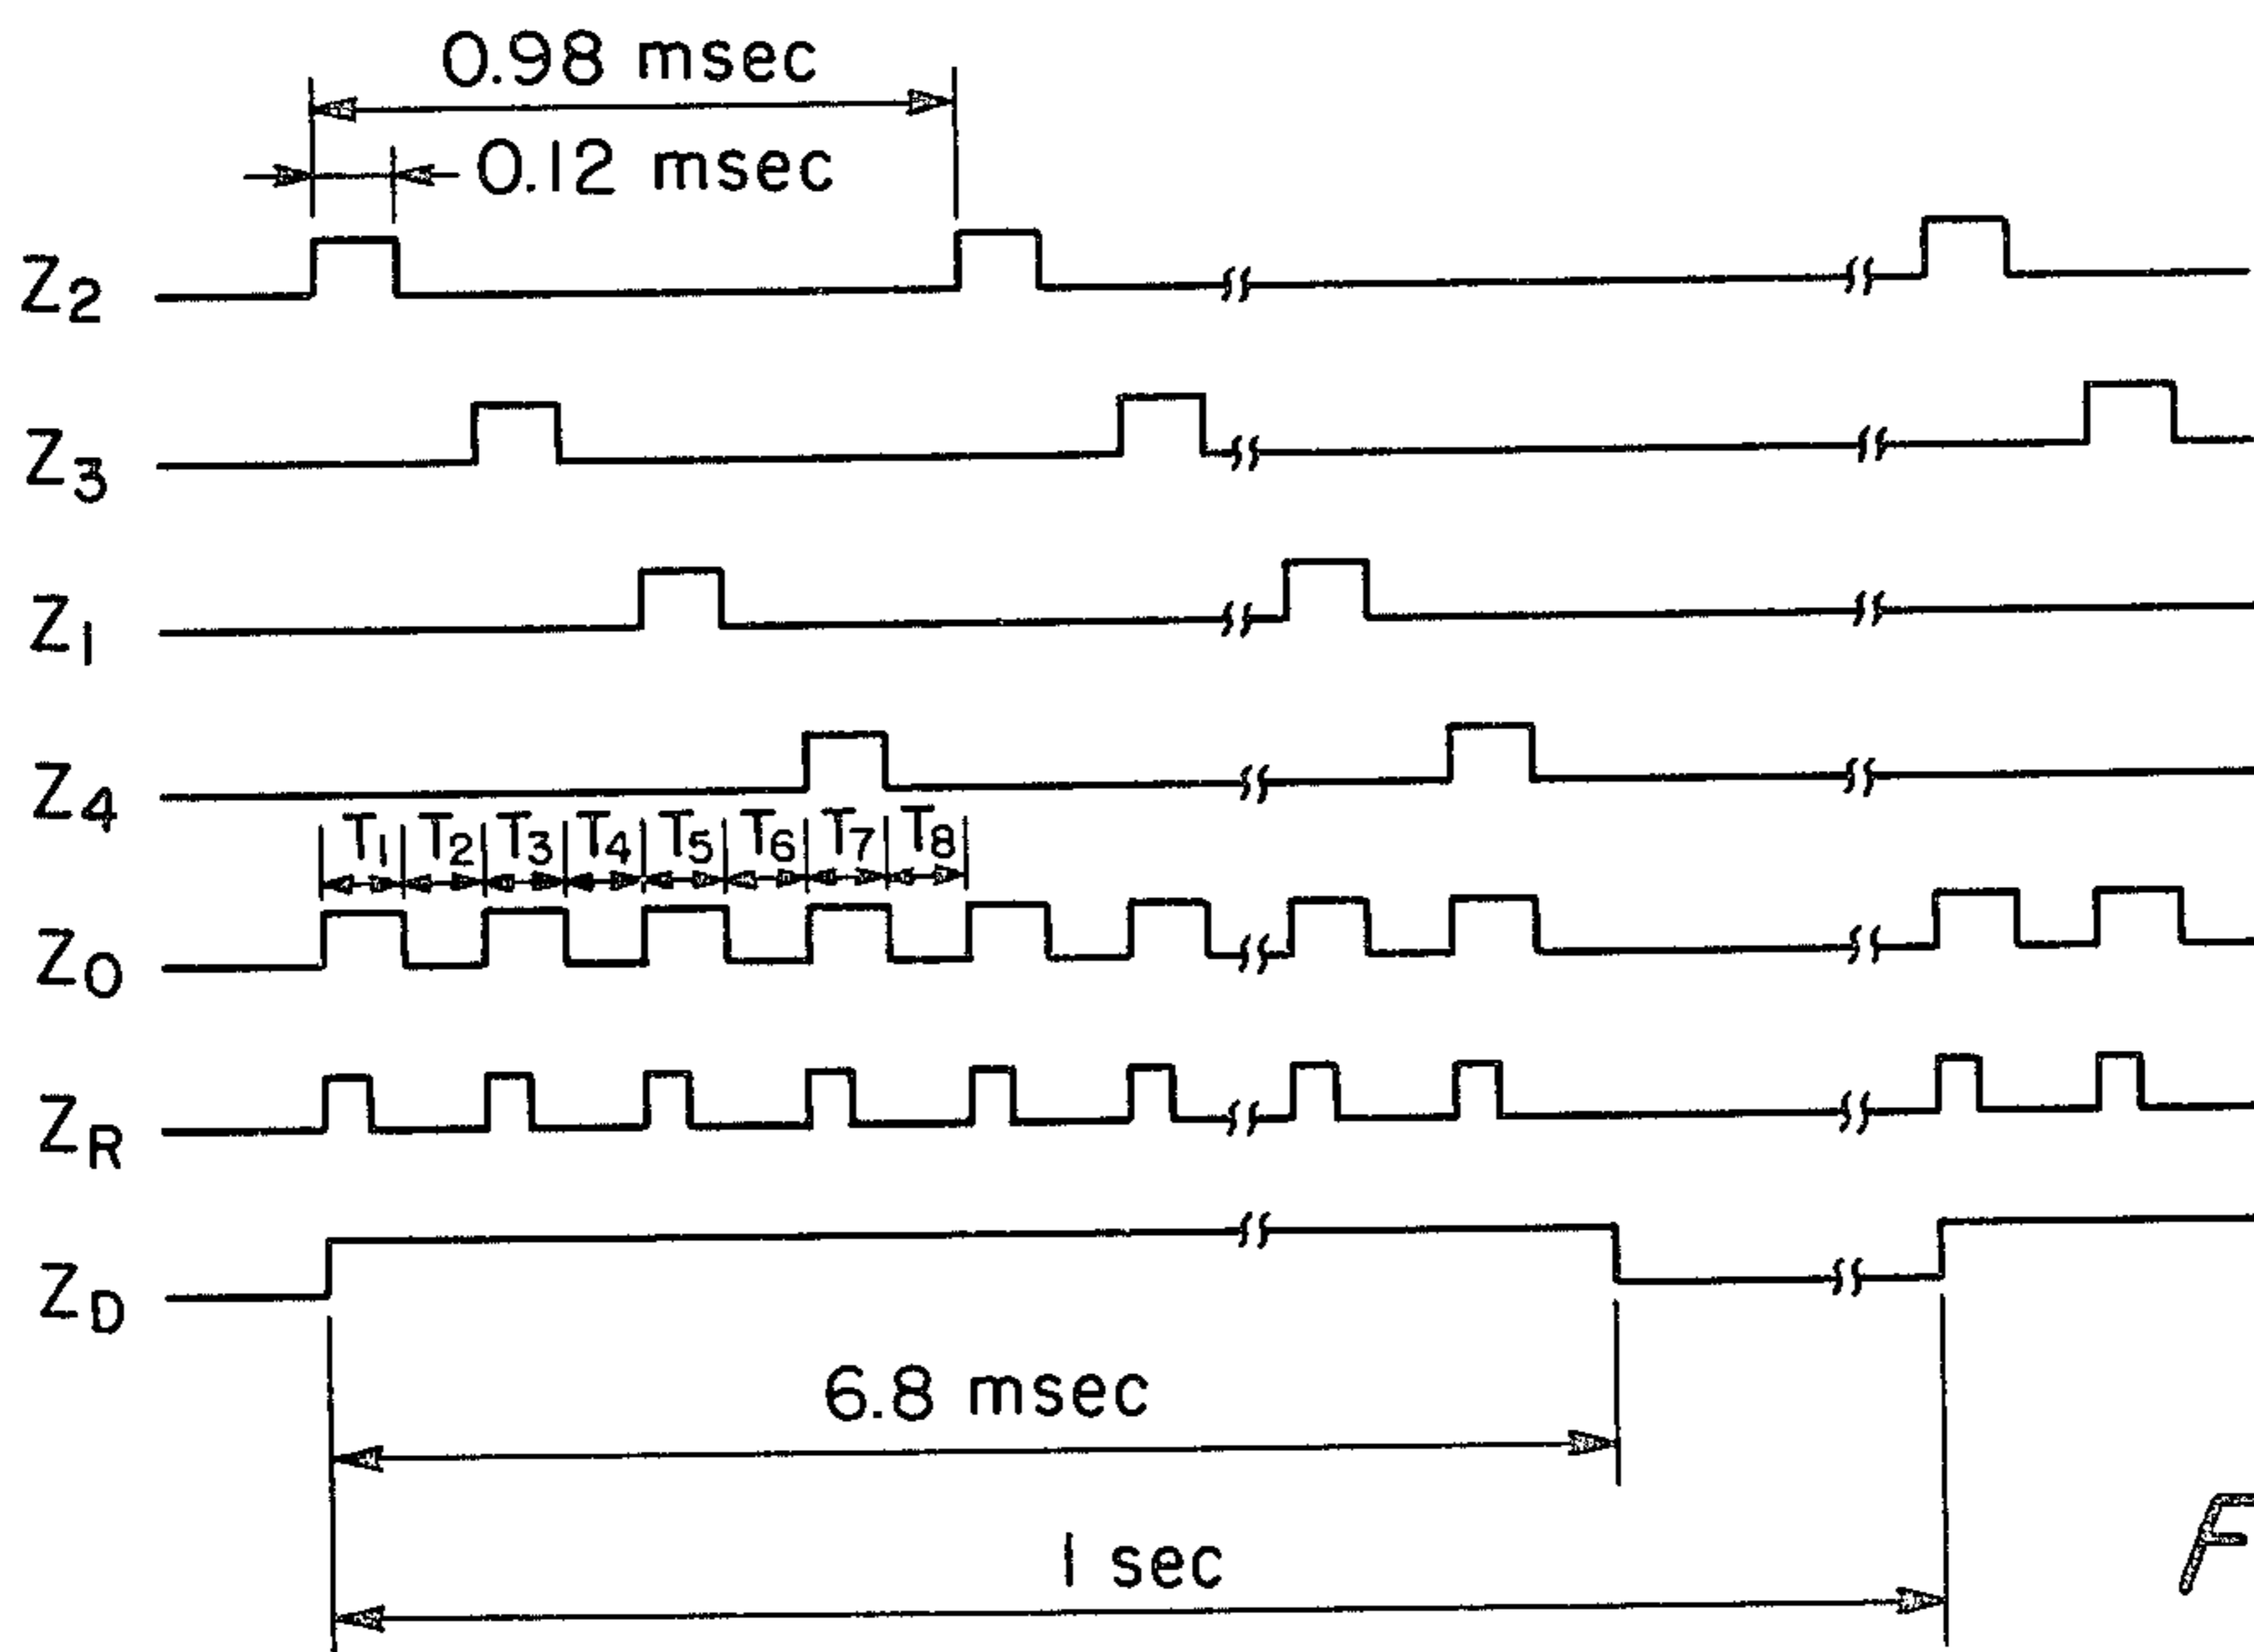 0.98 msec
0.12 msec
Z2
Z3
Z1
Z4
T1 T2 T3 T4 T5 T6 T7 T8
ZO
ZR
ZD
6.8 msec
1 sec
F